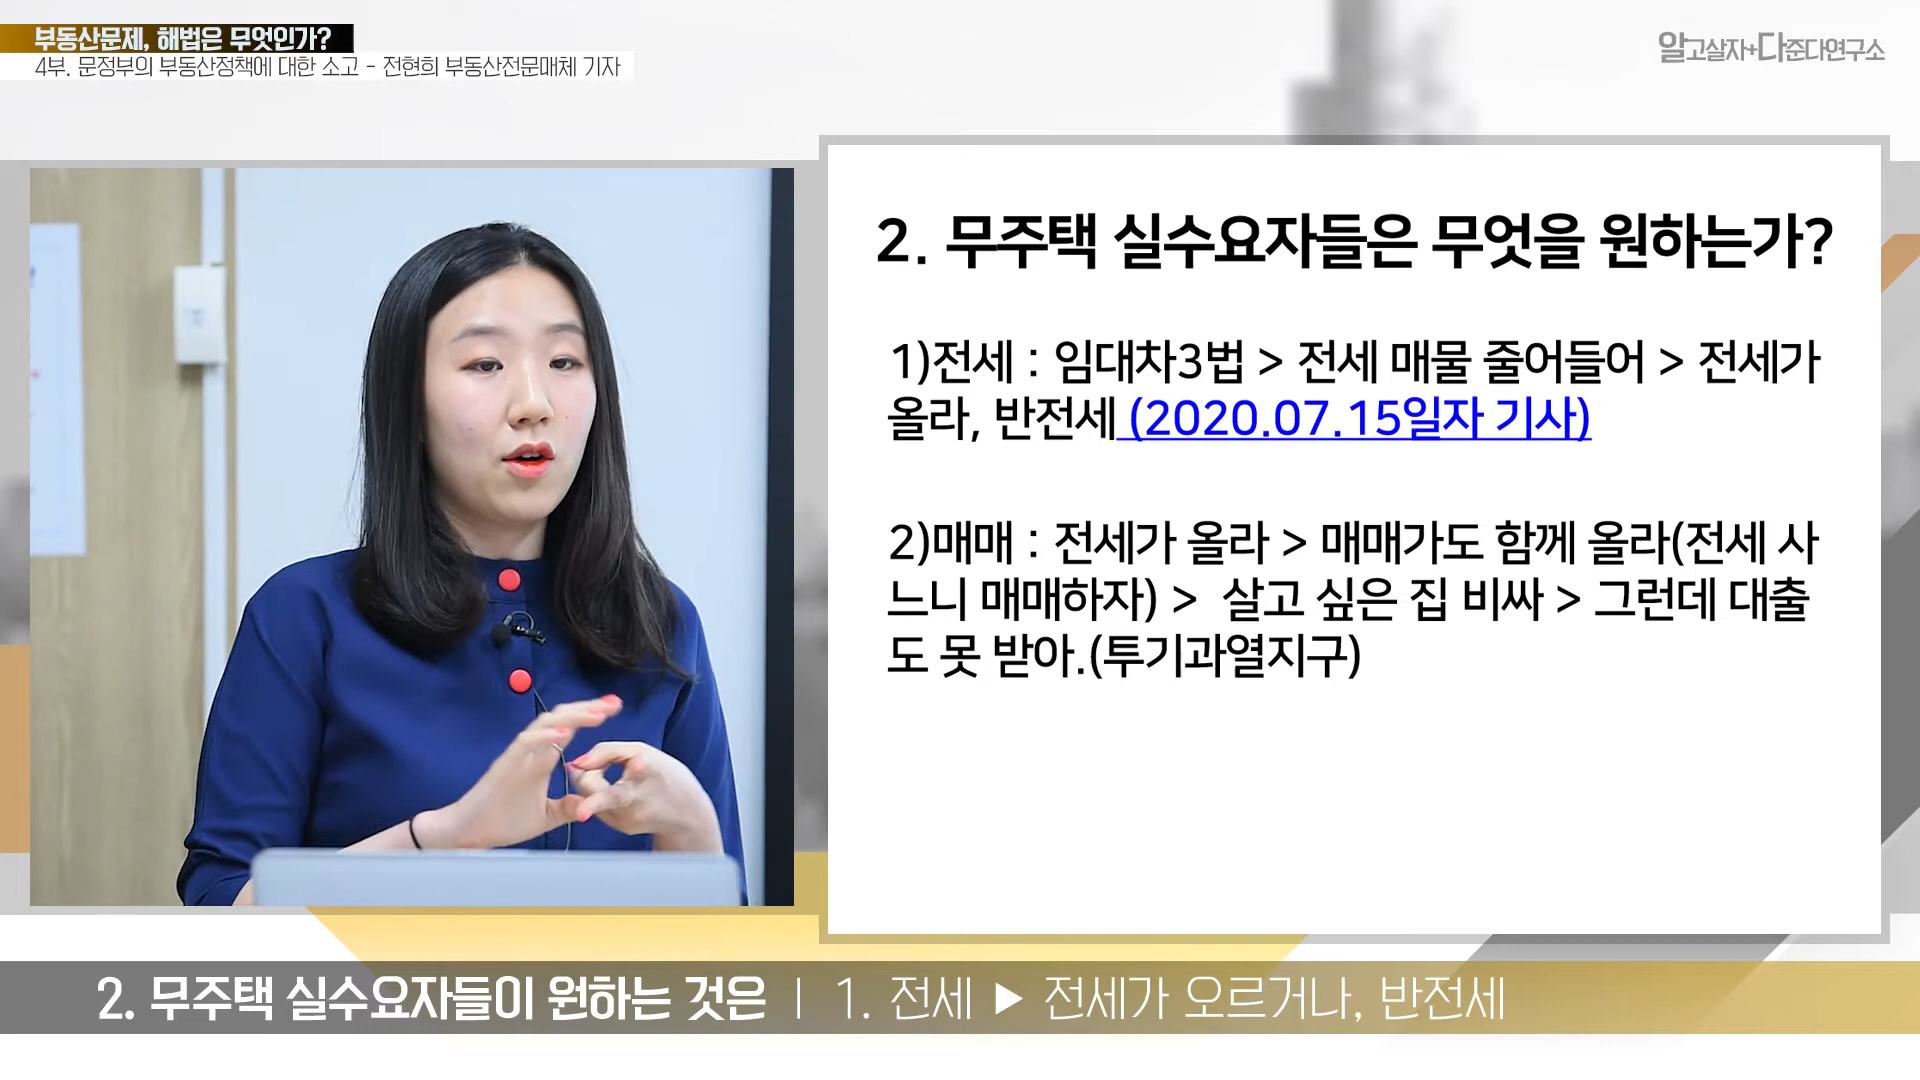 부동산문제, 해법은 무엇인가?
4부. 문정부의 부동산정책에 대한 소고 - 전현희 부동산전문매체 기자
알고살자+다준다연구소
2. 무주택 실수요자들은 무엇을 원하는가?
1)전세 : 임대차3법 > 전세 매물 줄어들어 > 전세가
올라, 반전세 (2020.07.15일자 기사)
2)매매 : 전세가 올라 > 매매가도 함께 올라(전세 사
느니 매매하자) > 살고 싶은 집 비싸 > 그런데 대출
도 못 받아.(투기과열지구)
2. 무주택 실수요자들이 원하는 것은 | 1. 전세 ▶ 전세가 오르거나, 반전세